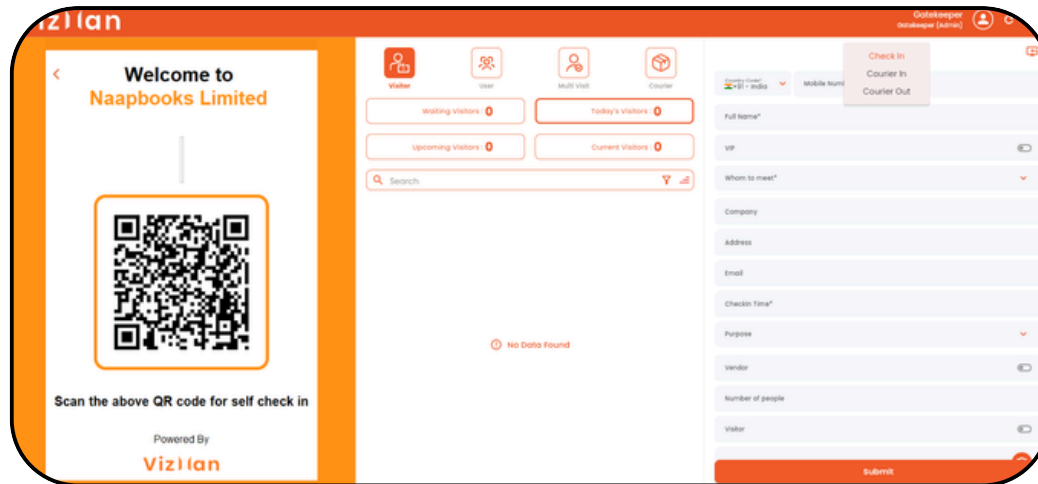 Gatekeeper
Gatekeeper (Admin)
Welcome to
Naapbooks Limited
Scan the above QR code for self check in
Powered By
Visitor
User
Multi Visit
Courier
Waiting Visitors : 0
Today's Visitors : 0
Upcoming Visitors : 0
Current Visitors : 0
Search
No Data Found
Check In
Courier In
Courier Out
Country Code*
+91 - India
Mobile Num
Full Name*
VIP
Whom to meet*
Company
Address
Email
Checkin Time*
Purpose
Vendor
Number of people
Visitor
Submit